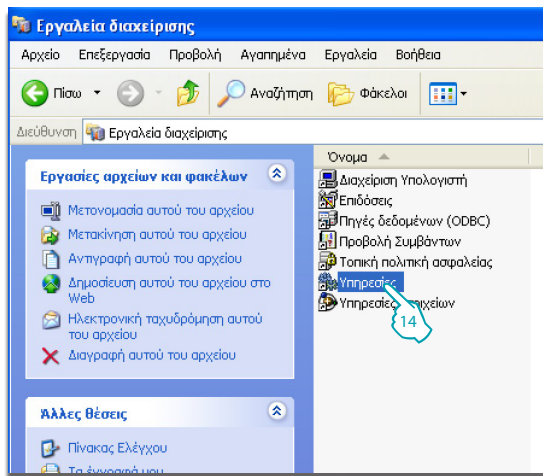 Εργαλεία διαχείρισης
Αρχείο Επεξεργασία Προβολή Αγαπημένα Εργαλεία Βοήθεια
Πίσω Αναζήτηση Φάκελοι
Διεύθυνση Εργαλεία διαχείρισης
Εργασίες αρχείων και φακέλων
Μετονομασία αυτού του αρχείου
Μετακίνηση αυτού του αρχείου
Αντιγραφή αυτού του αρχείου
Δημοσίευση αυτού του αρχείου στο
Web
Ηλεκτρονική ταχυδρόμηση αυτού
του αρχείου
Διαγραφή αυτού του αρχείου
Άλλες θέσεις
Πίνακας Ελέγχου
Τα έγγραφά μου
Όνομα
Διαχείριση Υπολογιστή
Επιδόσεις
Πηγές δεδομένων (ODBC)
Προβολή Συμβάντων
Τοπική πολιτική ασφαλείας
Υπηρεσίες
Υπηρεσίες
14